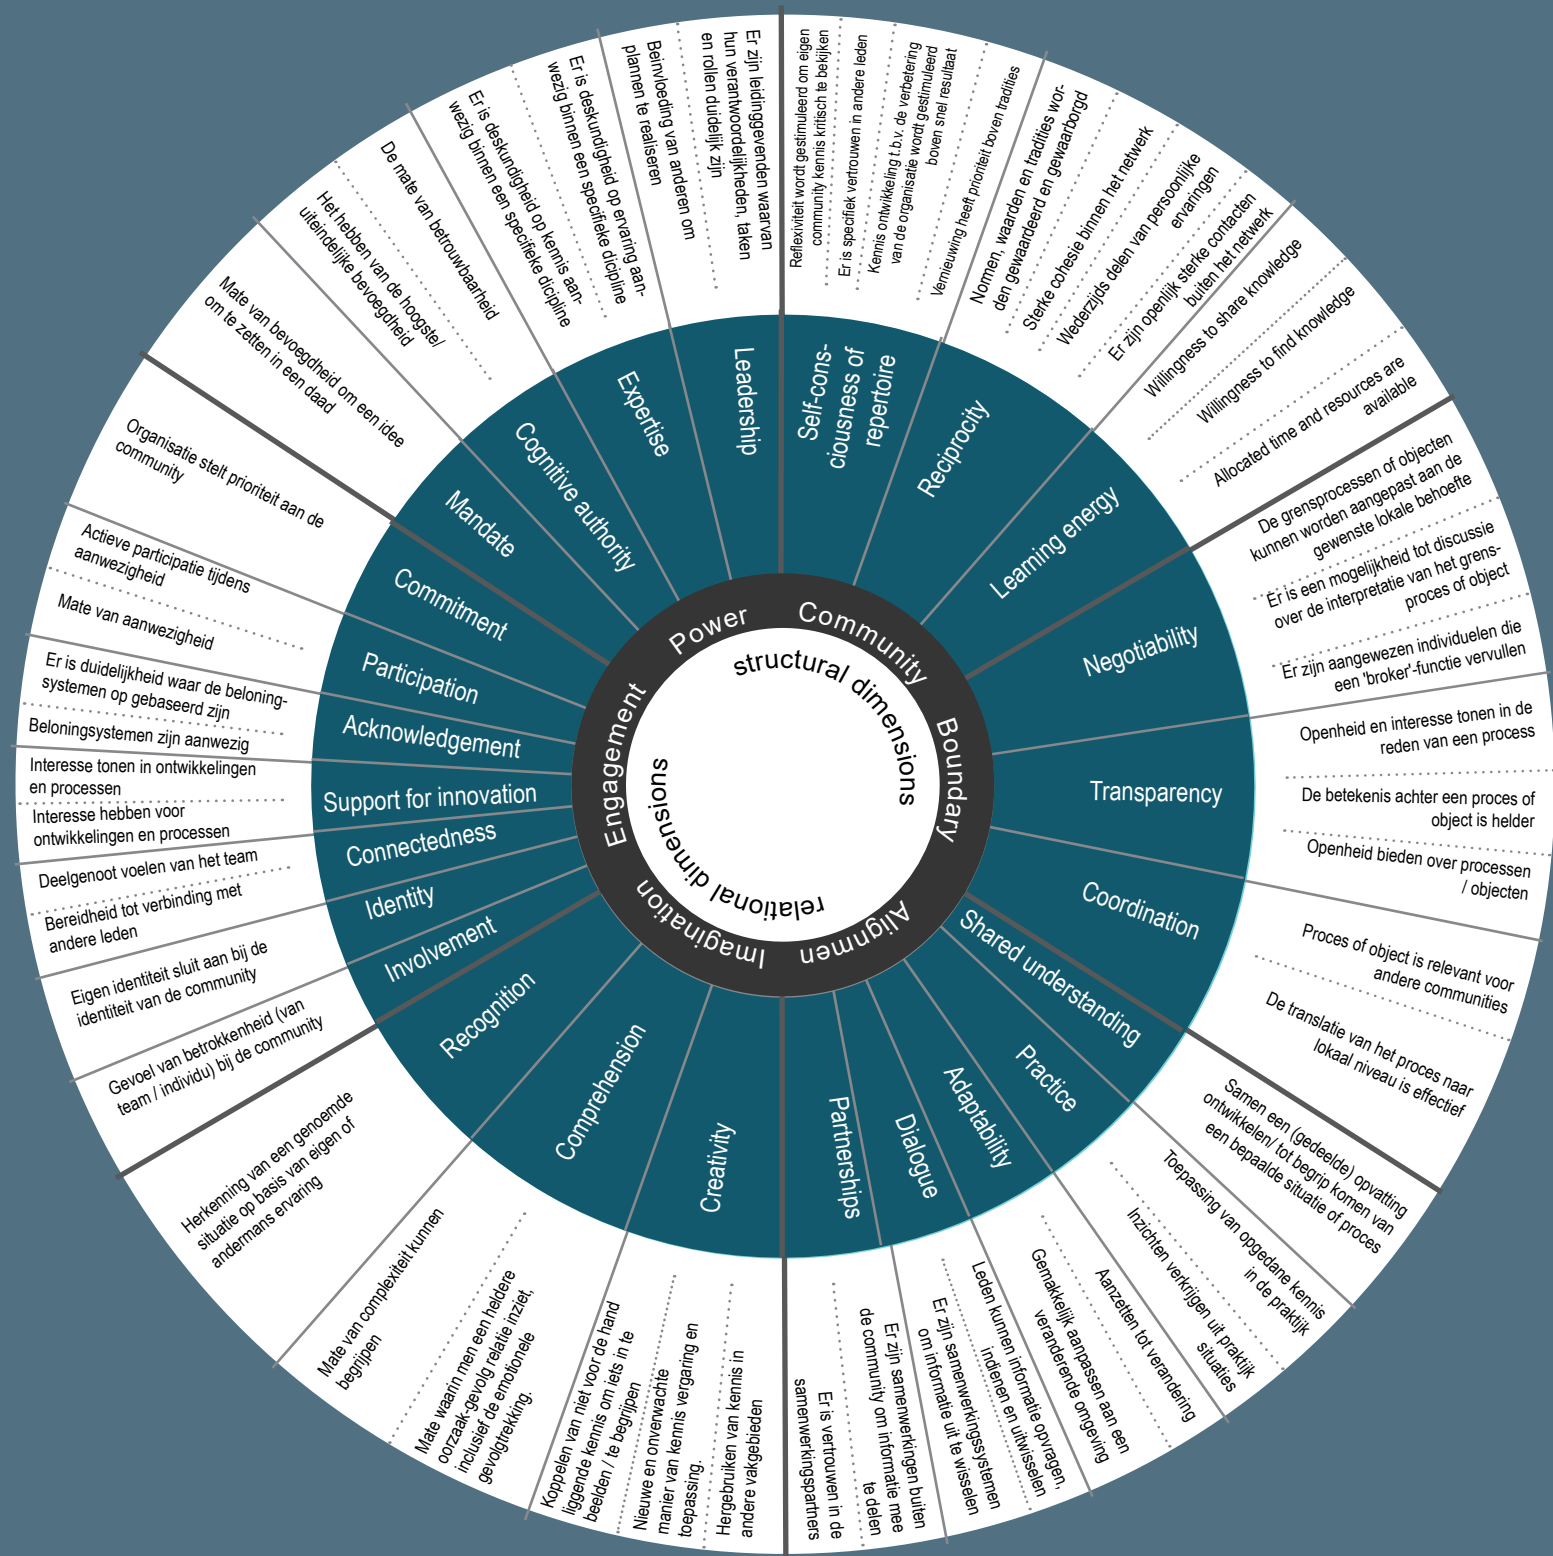 structural dimensions
relational dimensions
Power
Community
Boundary
Alignmen
Imagination
Engagement
Self-cons-
ciousness of
repertoire
Reflexiviteit wordt gestimuleerd om eigen
community kennis kritisch te bekijken
Er is specifiek vertrouwen in andere leden
Kennis ontwikkeling t.b.v. de verbetering
van de organisatie wordt gestimuleerd
boven snel resultaat
Vernieuwing heeft prioriteit boven tradities
Reciprocity
Normen, waarden en tradities wor-
den gewaardeerd en gewaarborgd
Sterke cohesie binnen het netwerk
Wederzijds delen van persoonlijke
ervaringen
Er zijn openlijk sterke contacten
buiten het netwerk
Learning energy
Willingness to share knowledge
Willingness to find knowledge
Allocated time and resources are
available
Negotiability
De grensprocessen of objecten
kunnen worden aangepast aan de
gewenste lokale behoefte
Er is een mogelijkheid tot discussie
over de interpretatie van het grens-
proces of object
Er zijn aangewezen individuelen die
een 'broker'-functie vervullen
Transparency
Openheid en interesse tonen in de
reden van een process
De betekenis achter een proces of
object is helder
Openheid bieden over processen
/ objecten
Coordination
Proces of object is relevant voor
andere communities
De translatie van het proces naar
lokaal niveau is effectief
Shared understanding
Samen een (gedeelde) opvatting
ontwikkelen/ tot begrip komen van
een bepaalde situatie of proces
Practice
Toepassing van opgedane kennis
in de praktijk
Inzichten verkrijgen uit praktijk
situaties
Adaptability
Aanzetten tot verandering
Gemakkelijk aanpassen aan een
veranderende omgeving
Dialogue
Leden kunnen informatie opvragen,
indienen en uitwisselen
Er zijn samenwerkingssystemen
om informatie uit te wisselen
Partnerships
Er zijn samenwerkingen buiten
de community om informatie mee
te delen
Er is vertrouwen in de
samenwerkingspartners
Creativity
Hergebruiken van kennis in
andere vakgebieden
Nieuwe en onverwachte
manier van kennis vergaring en
toepassing.
Koppelen van niet voor de hand
liggende kennis om iets in te
beelden / te begrijpen
Comprehension
Mate waarin men een heldere
oorzaak-gevolg relatie inziet,
inclusief de emotionele
gevolgtrekking.
Mate van complexiteit kunnen
begrijpen
Recognition
Herkenning van een genoemde
situatie op basis van eigen of
andermans ervaring
Involvement
Gevoel van betrokkenheid (van
team / individu) bij de community
Identity
Eigen identiteit sluit aan bij de
identiteit van de community
Connectedness
Deelgenoot voelen van het team
Bereidheid tot verbinding met
andere leden
Support for innovation
Interesse tonen in ontwikkelingen
en processen
Interesse hebben voor
ontwikkelingen en processen
Acknowledgement
Er is duidelijkheid waar de beloning-
systemen op gebaseerd zijn
Beloningsystemen zijn aanwezig
Participation
Actieve participatie tijdens
aanwezigheid
Mate van aanwezigheid
Commitment
Organisatie stelt prioriteit aan de
community
Mandate
Mate van bevoegdheid om een idee
om te zetten in een daad
Cognitive authority
Het hebben van de hoogste/
uiteindelijke bevoegdheid
De mate van betrouwbaarheid
Expertise
Er is deskundigheid op kennis aan-
wezig binnen een specifieke dicipline
Er is deskundigheid op ervaring aan-
wezig binnen een specifieke dicipline
Leadership
Beinvloeding van anderen om
plannen te realiseren
Er zijn leidinggevenden waarvan
hun verantwoordelijkheden, taken
en rollen duidelijk zijn